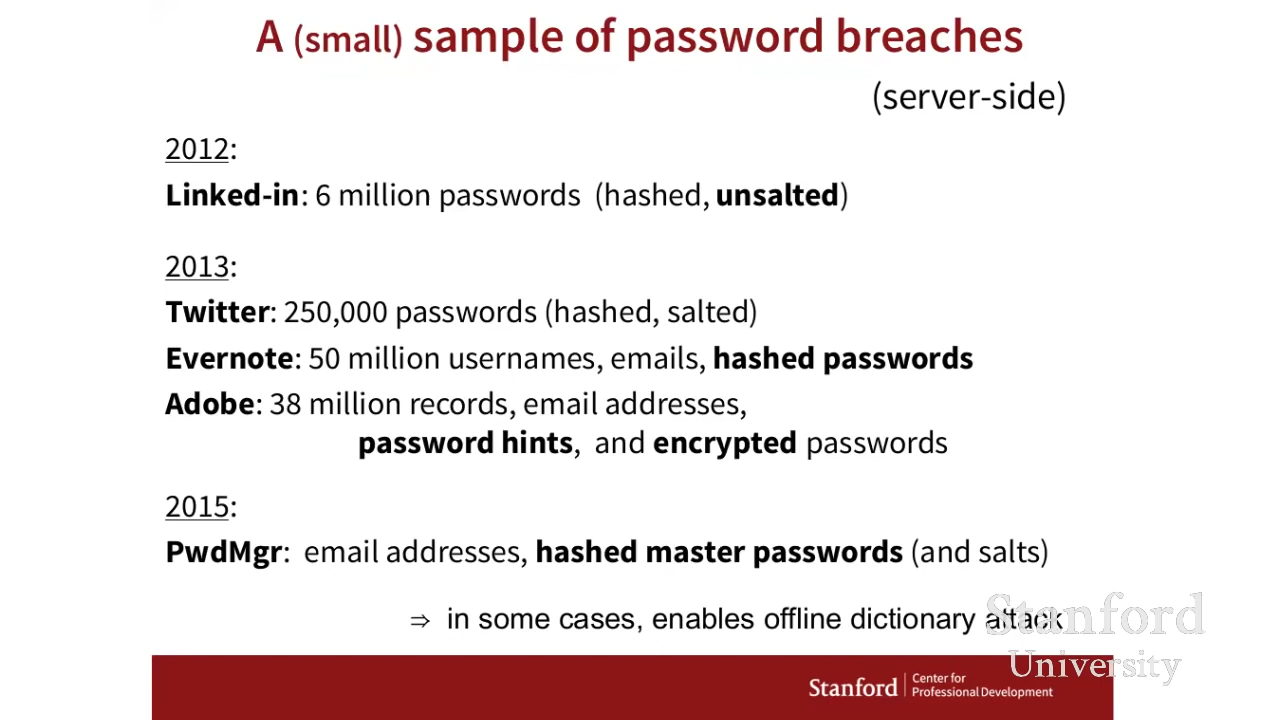 A (small) sample of password breaches
(server-side)
2012:
Linked-in: 6 million passwords (hashed, unsalted)
2013:
Twitter: 250,000 passwords (hashed, salted)
Evernote: 50 million usernames, emails, hashed passwords
Adobe: 38 million records, email addresses,
password hints, and encrypted passwords
2015:
PwdMgr: email addresses, hashed master passwords (and salts)
⇒ in some cases, enables offline dictionary attack
Stanford
University
Stanford | Center for
Professional Development